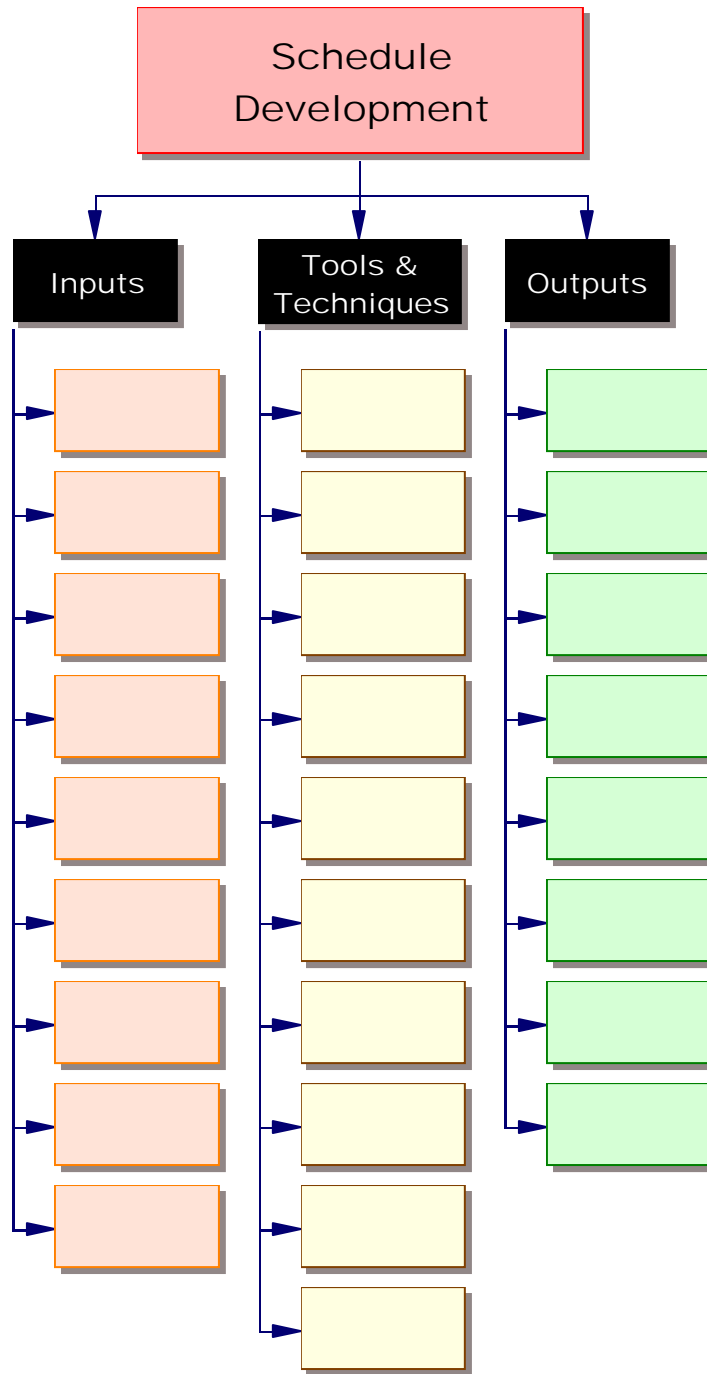 Schedule
Development
Inputs
Tools &
Techniques
Outputs